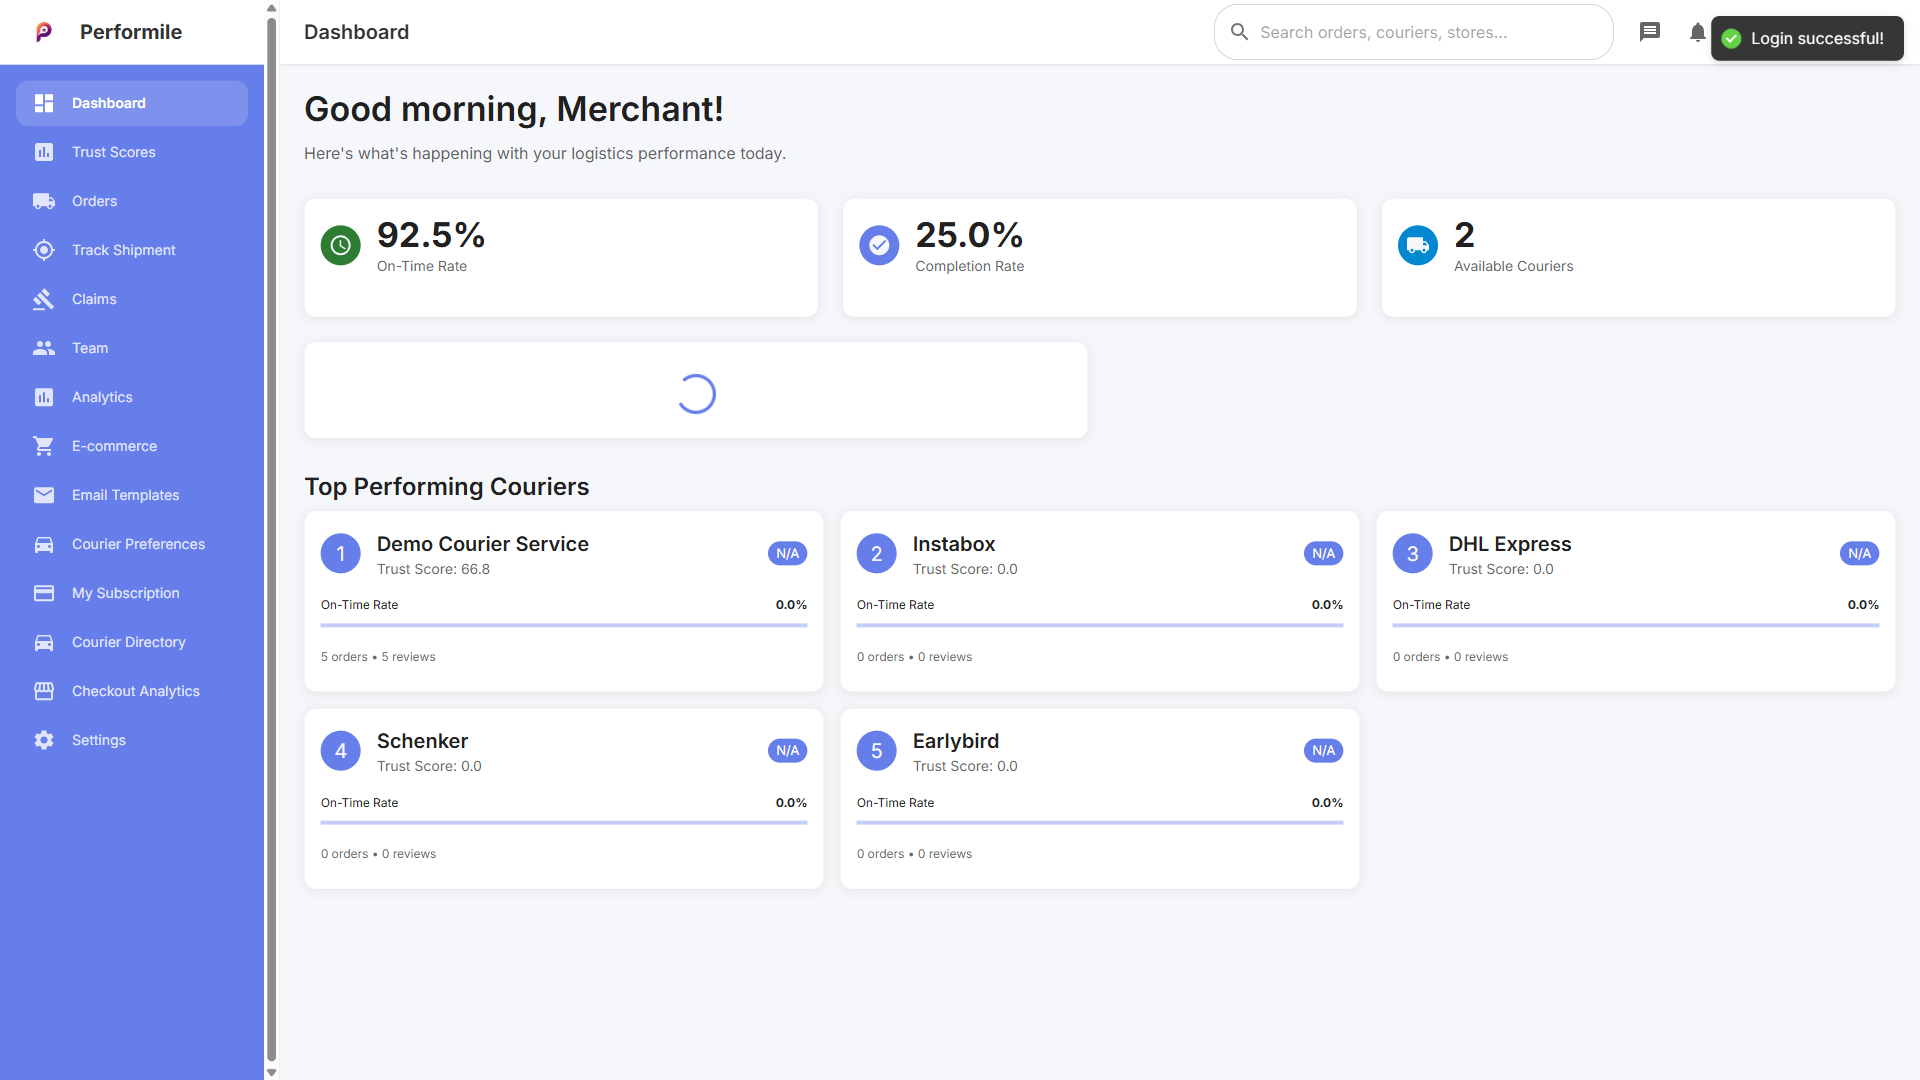 Performile
Dashboard
Search orders, couriers, stores...
Login successful!
Dashboard
Trust Scores
Orders
Track Shipment
Claims
Team
Analytics
E-commerce
Email Templates
Courier Preferences
My Subscription
Courier Directory
Checkout Analytics
Settings
Good morning, Merchant!
Here's what's happening with your logistics performance today.
92.5%
On-Time Rate
25.0%
Completion Rate
2
Available Couriers
Top Performing Couriers
1
Demo Courier Service
N/A
Trust Score: 66.8
On-Time Rate 0.0%
5 orders • 5 reviews
2
Instabox
N/A
Trust Score: 0.0
On-Time Rate 0.0%
0 orders • 0 reviews
3
DHL Express
N/A
Trust Score: 0.0
On-Time Rate 0.0%
0 orders • 0 reviews
4
Schenker
N/A
Trust Score: 0.0
On-Time Rate 0.0%
0 orders • 0 reviews
5
Earlybird
N/A
Trust Score: 0.0
On-Time Rate 0.0%
0 orders • 0 reviews